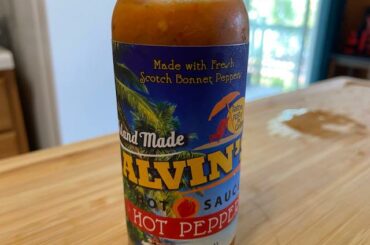 Made with Fresh
Scotch Bonnet Peppers
Hand Made
ALVIN'S
HOT SAUCE
HOT PEPPER